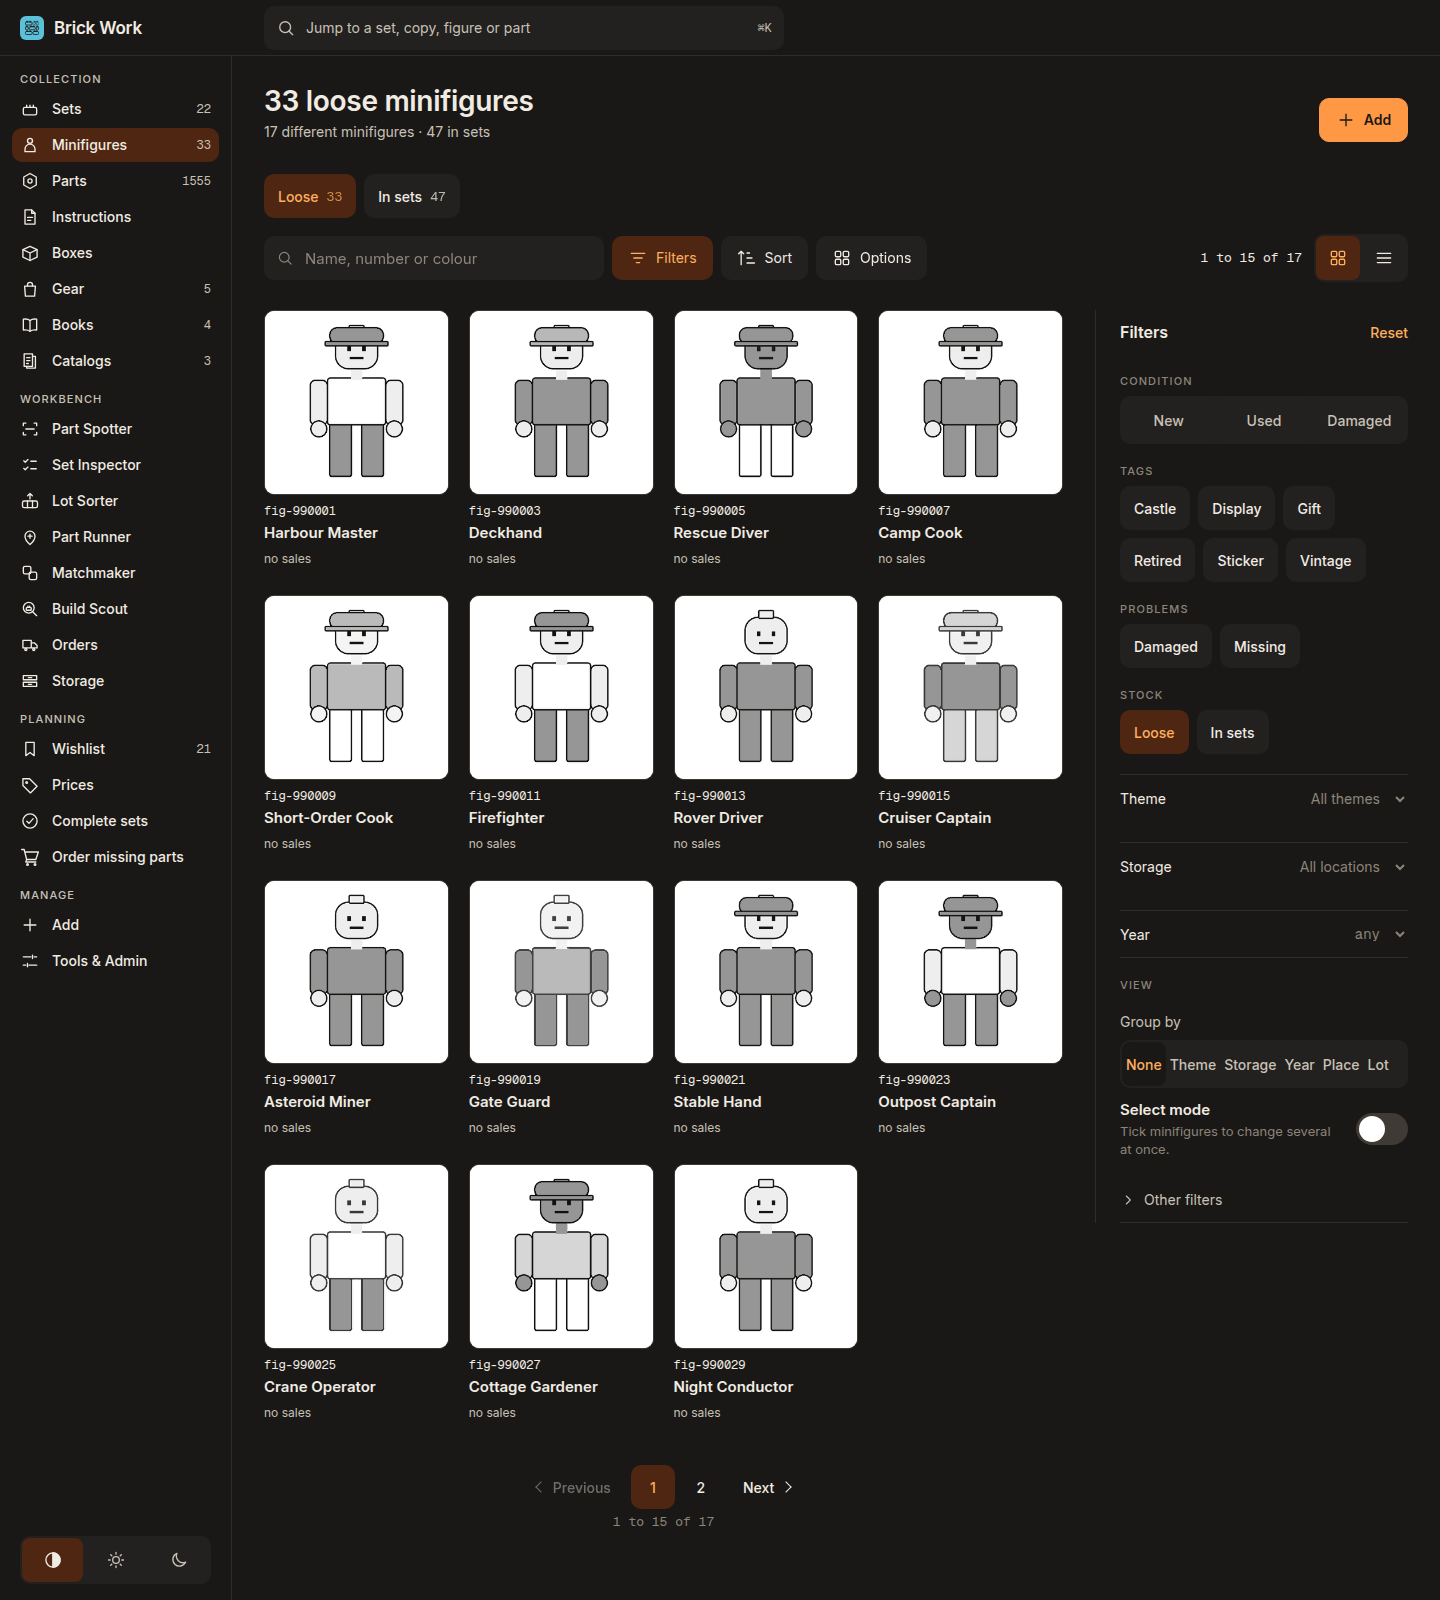 Brick Work
Jump to a set, copy, figure or part
⌘K
COLLECTION
Sets 22
Minifigures 33
Parts 1555
Instructions
Boxes
Gear 5
Books 4
Catalogs 3
WORKBENCH
Part Spotter
Set Inspector
Lot Sorter
Part Runner
Matchmaker
Build Scout
Orders
Storage
PLANNING
Wishlist 21
Prices
Complete sets
Order missing parts
MANAGE
Add
Tools & Admin
33 loose minifigures
17 different minifigures · 47 in sets
Add
Loose 33
In sets 47
Name, number or colour
Filters
Sort
Options
1 to 15 of 17
fig-990001
Harbour Master
no sales
fig-990003
Deckhand
no sales
fig-990005
Rescue Diver
no sales
fig-990007
Camp Cook
no sales
fig-990009
Short-Order Cook
no sales
fig-990011
Firefighter
no sales
fig-990013
Rover Driver
no sales
fig-990015
Cruiser Captain
no sales
fig-990017
Asteroid Miner
no sales
fig-990019
Gate Guard
no sales
fig-990021
Stable Hand
no sales
fig-990023
Outpost Captain
no sales
fig-990025
Crane Operator
no sales
fig-990027
Cottage Gardener
no sales
fig-990029
Night Conductor
no sales
Previous
1
2
Next
1 to 15 of 17
Filters
Reset
CONDITION
New Used Damaged
TAGS
Castle Display Gift
Retired Sticker Vintage
PROBLEMS
Damaged Missing
STOCK
Loose In sets
Theme All themes
Storage All locations
Year any
VIEW
Group by
None Theme Storage Year Place Lot
Select mode
Tick minifigures to change several
at once.
Other filters